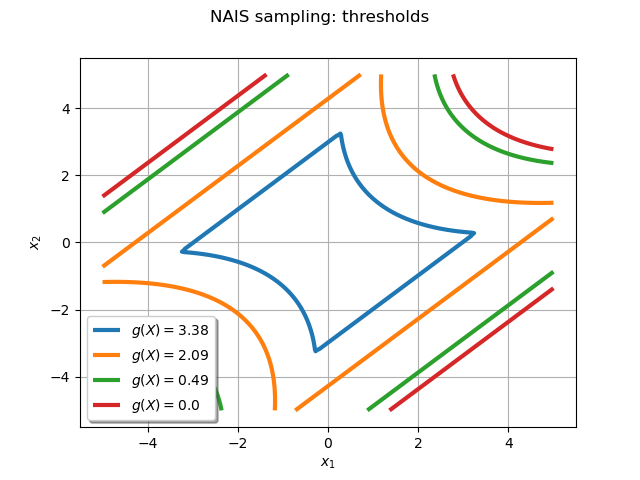 NAIS sampling: thresholds
x₂
4
2
0
−2
−4
g(X) = 3.38
g(X) = 2.09
g(X) = 0.49
g(X) = 0.0
−4
−2
0
2
4
x₁